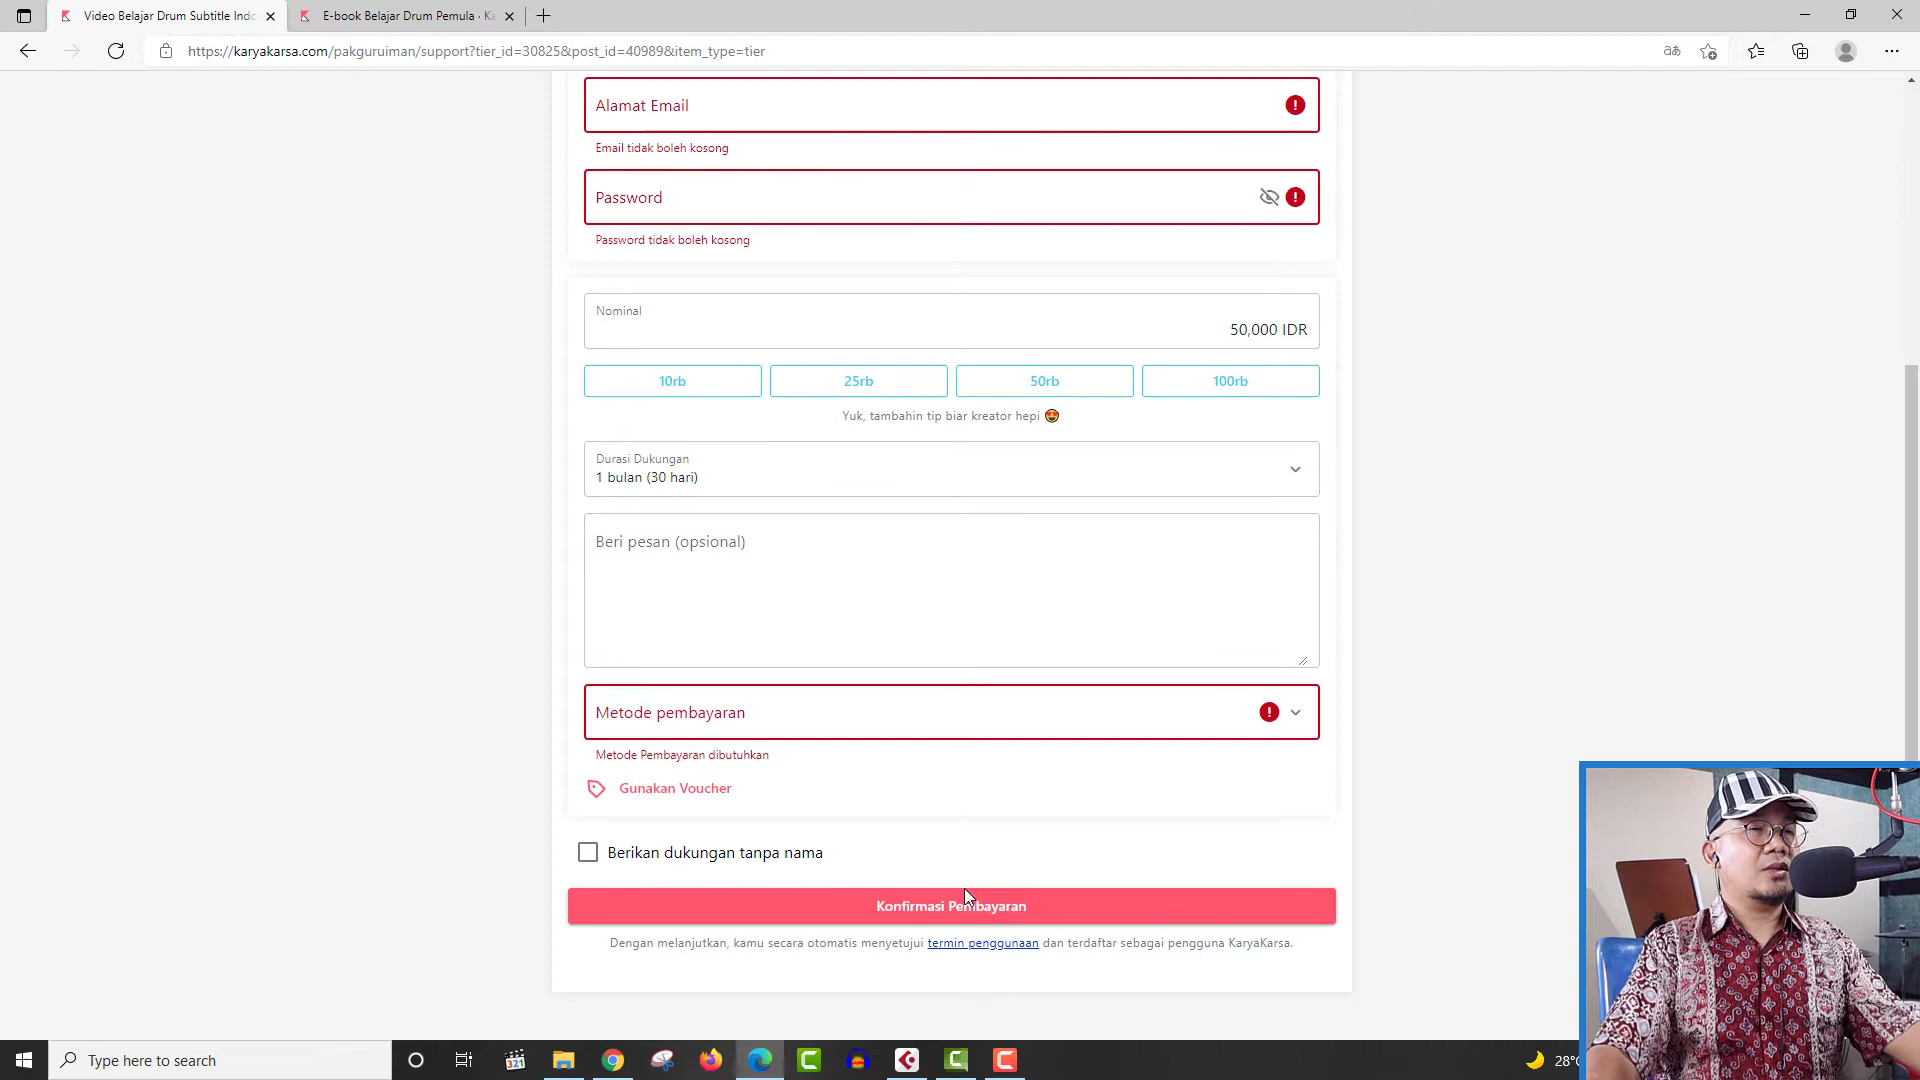 Video Belajar Drum Subtitle Indo
E-book Belajar Drum Pemula · Ka
https://karyakarsa.com/pakguruiman/support?tier_id=30825&post_id=40989&item_type=tier
Alamat Email
Email tidak boleh kosong
Password
Password tidak boleh kosong
Nominal
50,000 IDR
10rb 25rb 50rb 100rb
Yuk, tambahin tip biar kreator hepi
Durasi Dukungan
1 bulan (30 hari)
Beri pesan (opsional)
Metode pembayaran
Metode Pembayaran dibutuhkan
Gunakan Voucher
Berikan dukungan tanpa nama
Konfirmasi Pembayaran
Dengan melanjutkan, kamu secara otomatis menyetujui termin penggunaan dan terdaftar sebagai pengguna KaryaKarsa.
Type here to search
321
28°C